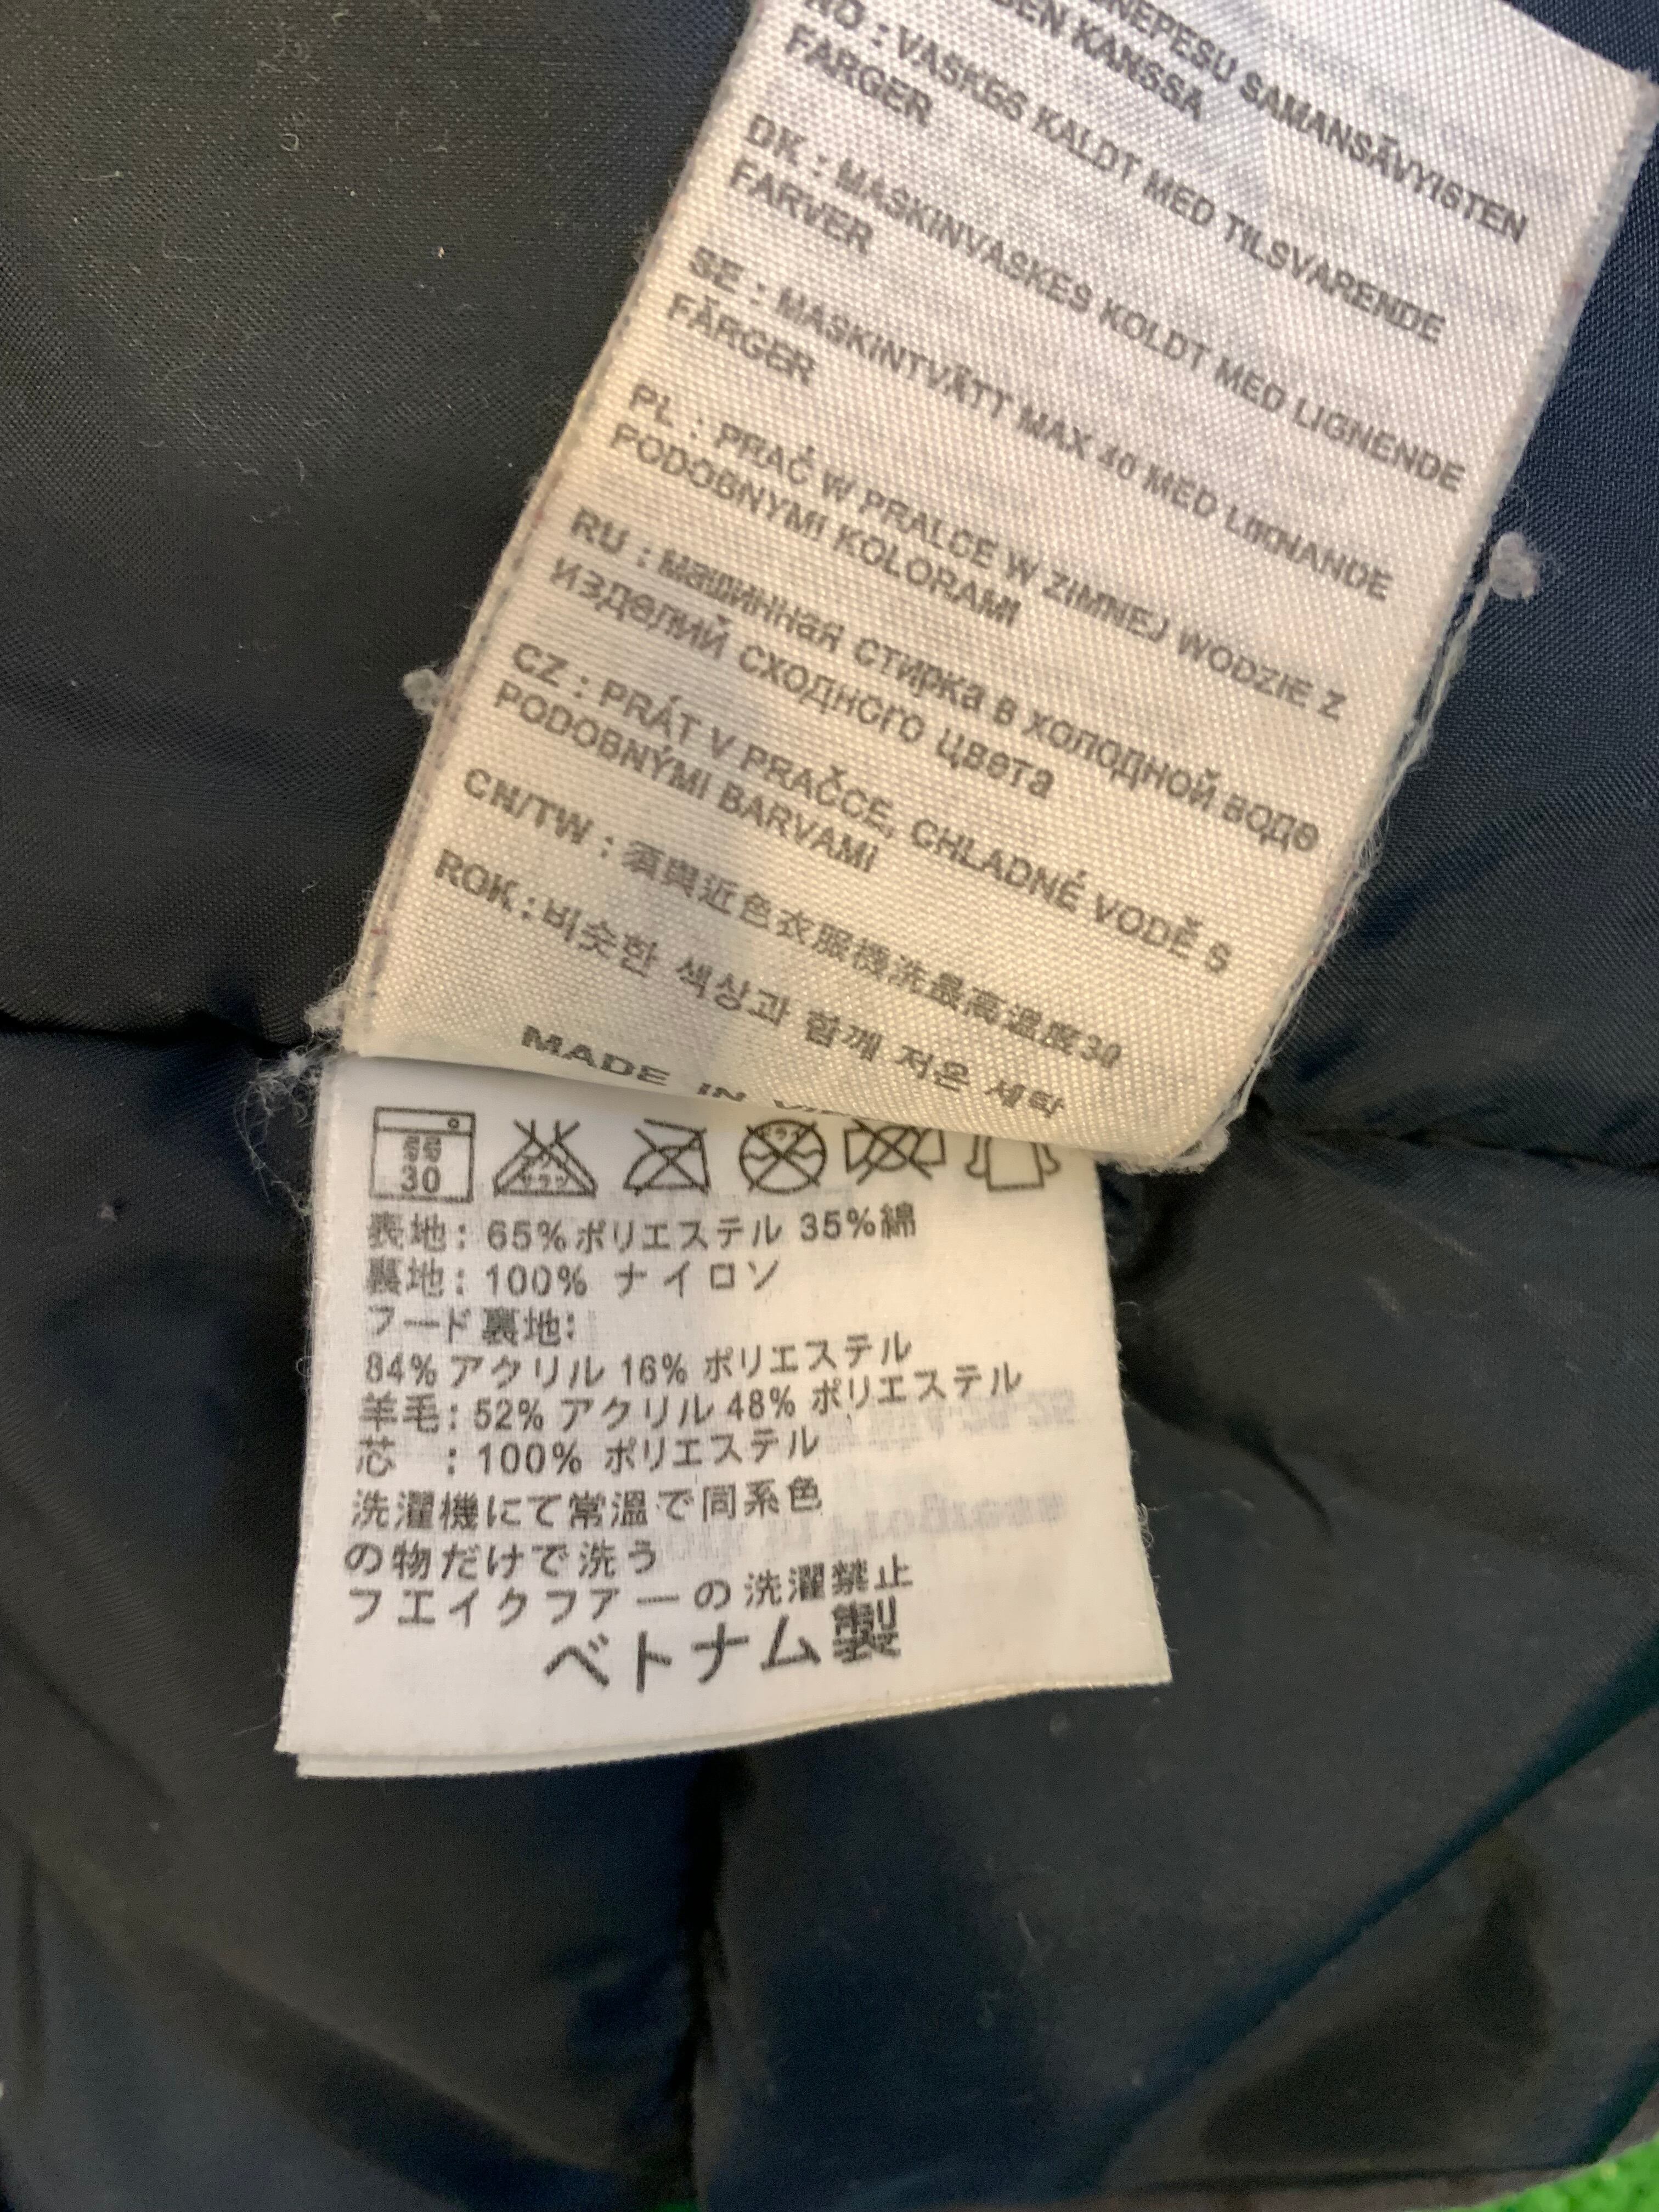 SAMANSÄVYISTEN
DEN KANSSA
NO : VASKES KALDT MED TILSVARENDE
FARGER
DK : MASKINVASKES KOLDT MED LIGNENDE
FARVER
SE : MASKINTVÄTT MAX 40 MED LIKNANDE
FÄRGER
PL : PRAĆ W PRALCE W ZIMNEJ WODZIE Z
PODOBNYMI KOLORAMI
RU : машинная стирка в холодной воде
изделий сходного цвета
CZ : PRÁT V PRAČCE, CHLADNÉ VODĚ S
PODOBNÝMI BARVAMI
CN/TW : 須與近色衣服機洗最高溫度30
ROK : 비슷한 색상과 함께 저온 세탁
MADE IN
30
表地: 65%ポリエステル 35%綿
裏地: 100% ナイロン
フード裏地:
84%アクリル 16% ポリエステル
羊毛: 52% アクリル 48% ポリエステル
芯 : 100% ポリエステル
洗濯機にて常温で同系色
の物だけで洗う
フエイクファーの洗濯禁止
ベトナム製